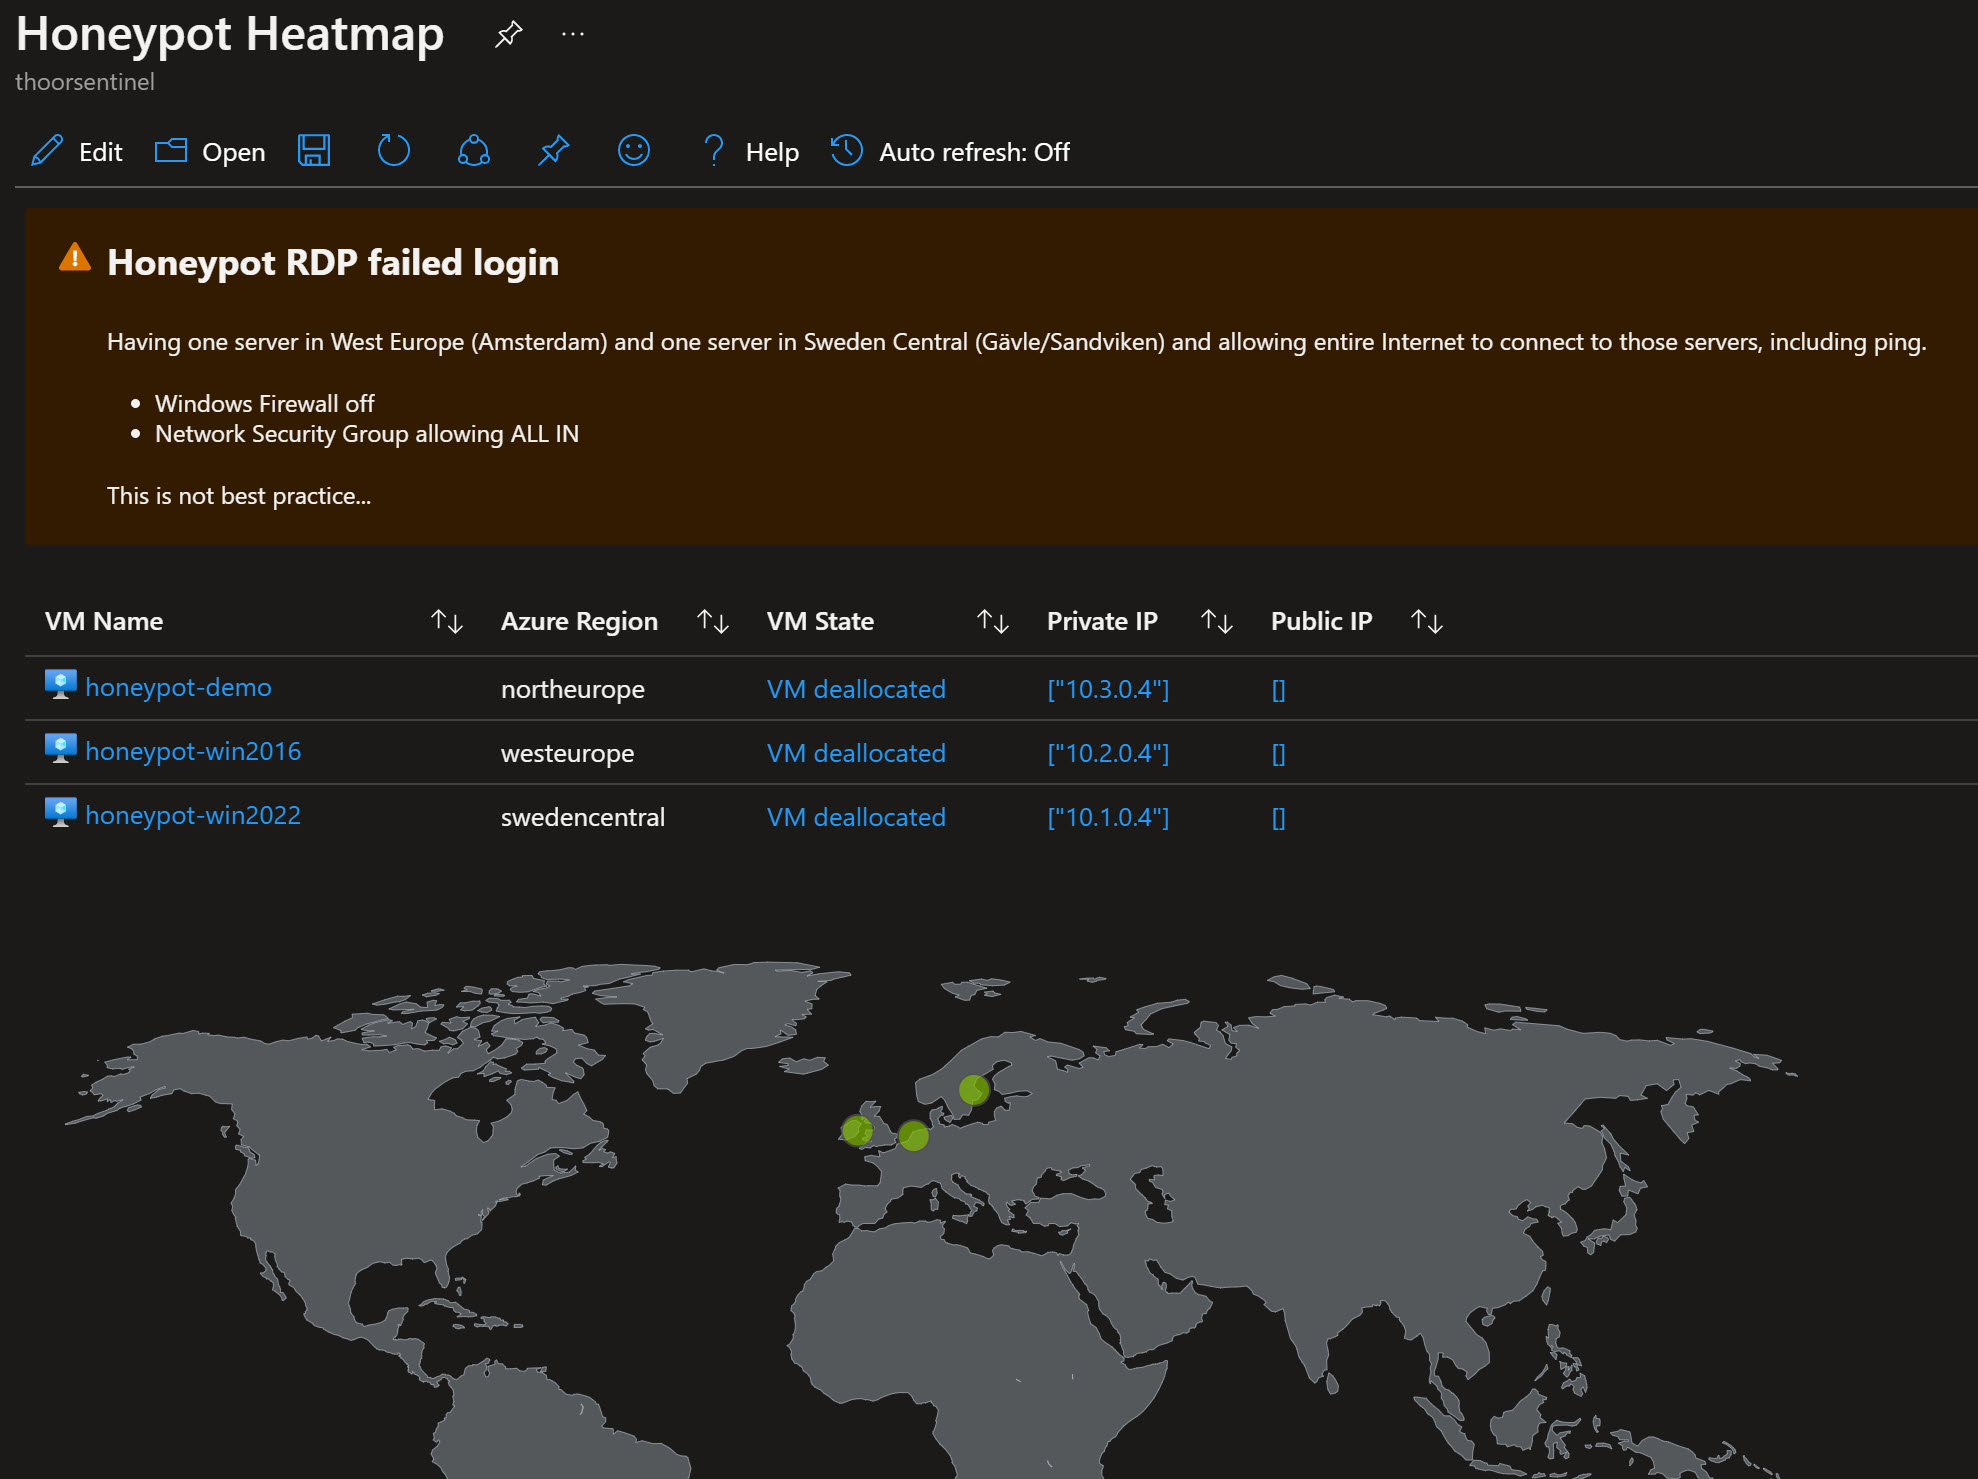 Honeypot Heatmap
thoorsentinel
Edit Open Help Auto refresh: Off
Honeypot RDP failed login
Having one server in West Europe (Amsterdam) and one server in Sweden Central (Gävle/Sandviken) and allowing entire Internet to connect to those servers, including ping.
• Windows Firewall off
• Network Security Group allowing ALL IN
This is not best practice...
VM Name Azure Region VM State Private IP Public IP
honeypot-demo northeurope VM deallocated ["10.3.0.4"] []
honeypot-win2016 westeurope VM deallocated ["10.2.0.4"] []
honeypot-win2022 swedencentral VM deallocated ["10.1.0.4"] []